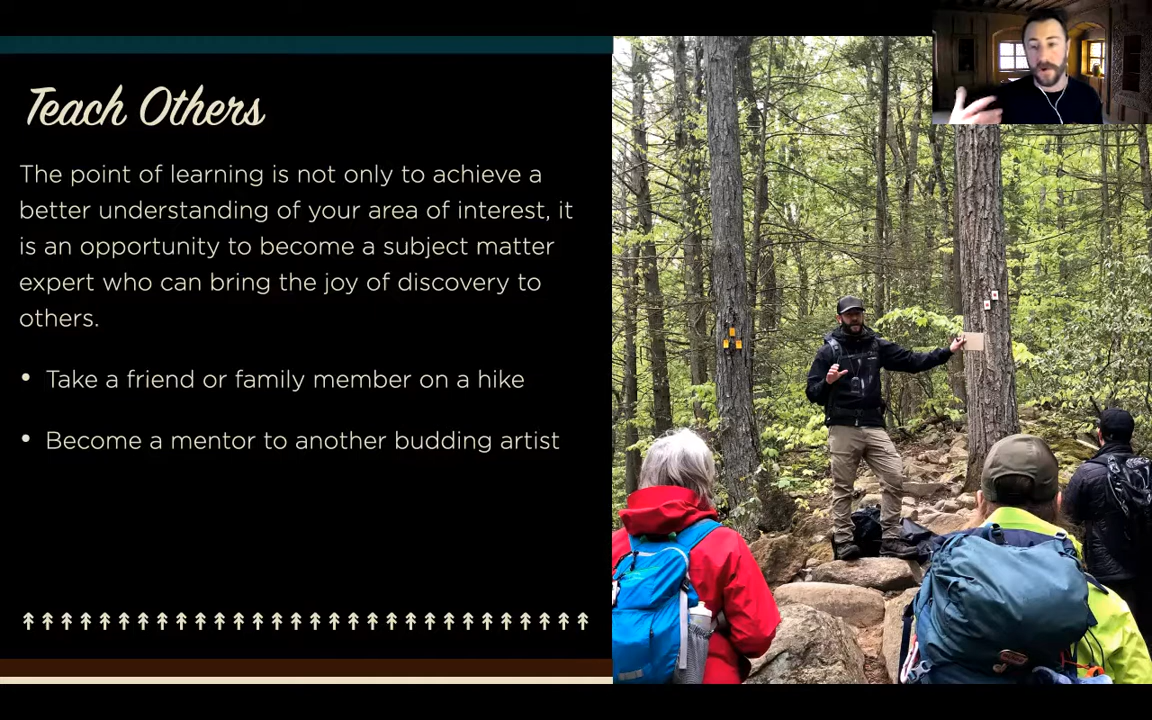 Teach Others
The point of learning is not only to achieve a
better understanding of your area of interest, it
is an opportunity to become a subject matter
expert who can bring the joy of discovery to
others.
• Take a friend or family member on a hike
• Become a mentor to another budding artist